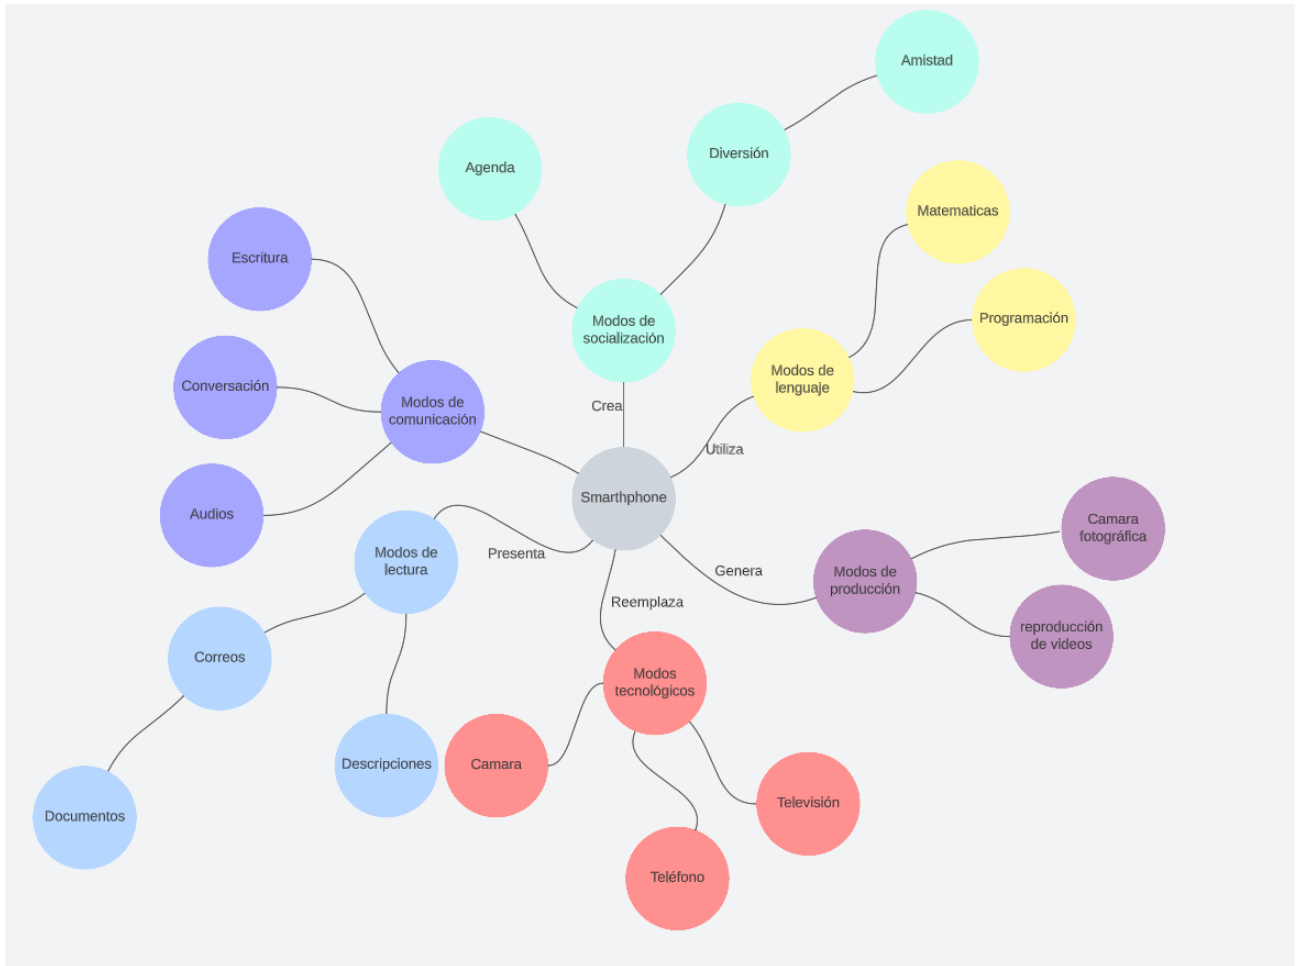 Amistad
Diversión
Agenda
Matematicas
Escritura
Programación
Modos de
socialización
Modos de
lenguaje
Conversación
Modos de
comunicación
Crea
Utiliza
Smarthphone
Audios
Camara
fotográfica
Modos de
lectura
Presenta
Genera
Modos de
producción
Reemplaza
reproducción
de videos
Correos
Modos
tecnológicos
Descripciones
Camara
Televisión
Documentos
Teléfono